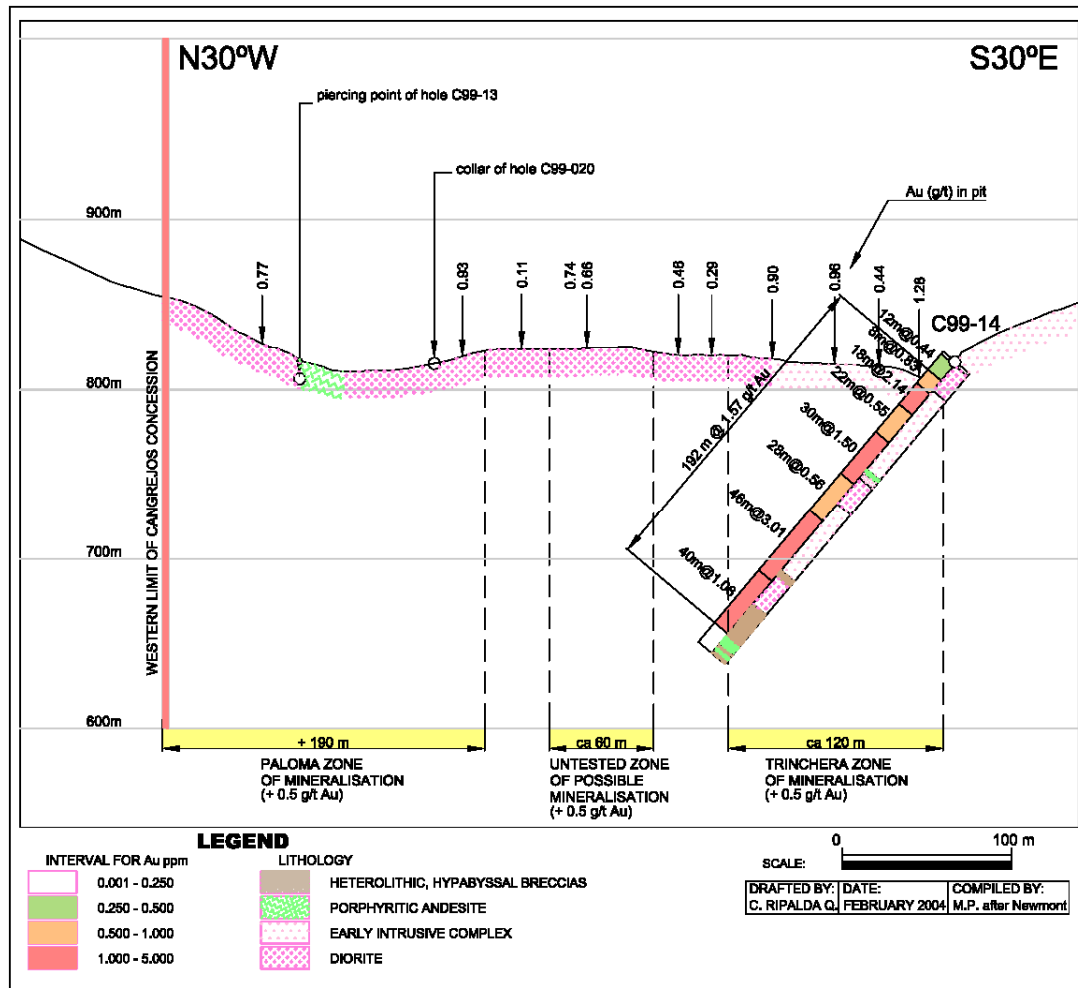 N30ºW
S30ºE
piercing point of hole C99-13
collar of hole C99-020
Au (g/t) in pit
900m
800m
700m
600m
0.77
0.93
0.11
0.74
0.66
0.48
0.29
0.90
0.96
0.44
1.28
C99-14
12m@0.44
8m@0.83
18m@2.14
22m@0.55
30m@1.50
28m@0.56
46m@3.01
40m@1.06
192 m @ 1.57 g/t Au
WESTERN LIMIT OF CANGREJOS CONCESSION
+ 190 m
ca 60 m
ca 120 m
PALOMA ZONE
OF MINERALISATION
(+ 0.5 g/t Au)
UNTESTED ZONE
OF POSSIBLE
MINERALISATION
(+ 0.5 g/t Au)
TRINCHERA ZONE
OF MINERALISATION
(+ 0.5 g/t Au)
LEGEND
INTERVAL FOR Au ppm
0.001 - 0.250
0.250 - 0.500
0.500 - 1.000
1.000 - 5.000
LITHOLOGY
HETEROLITHIC, HYPABYSSAL BRECCIAS
PORPHYRITIC ANDESITE
EARLY INTRUSIVE COMPLEX
DIORITE
0
100 m
SCALE:
DRAFTED BY:
C. RIPALDA Q.
DATE:
FEBRUARY 2004
COMPILED BY:
M.P. after Newmont